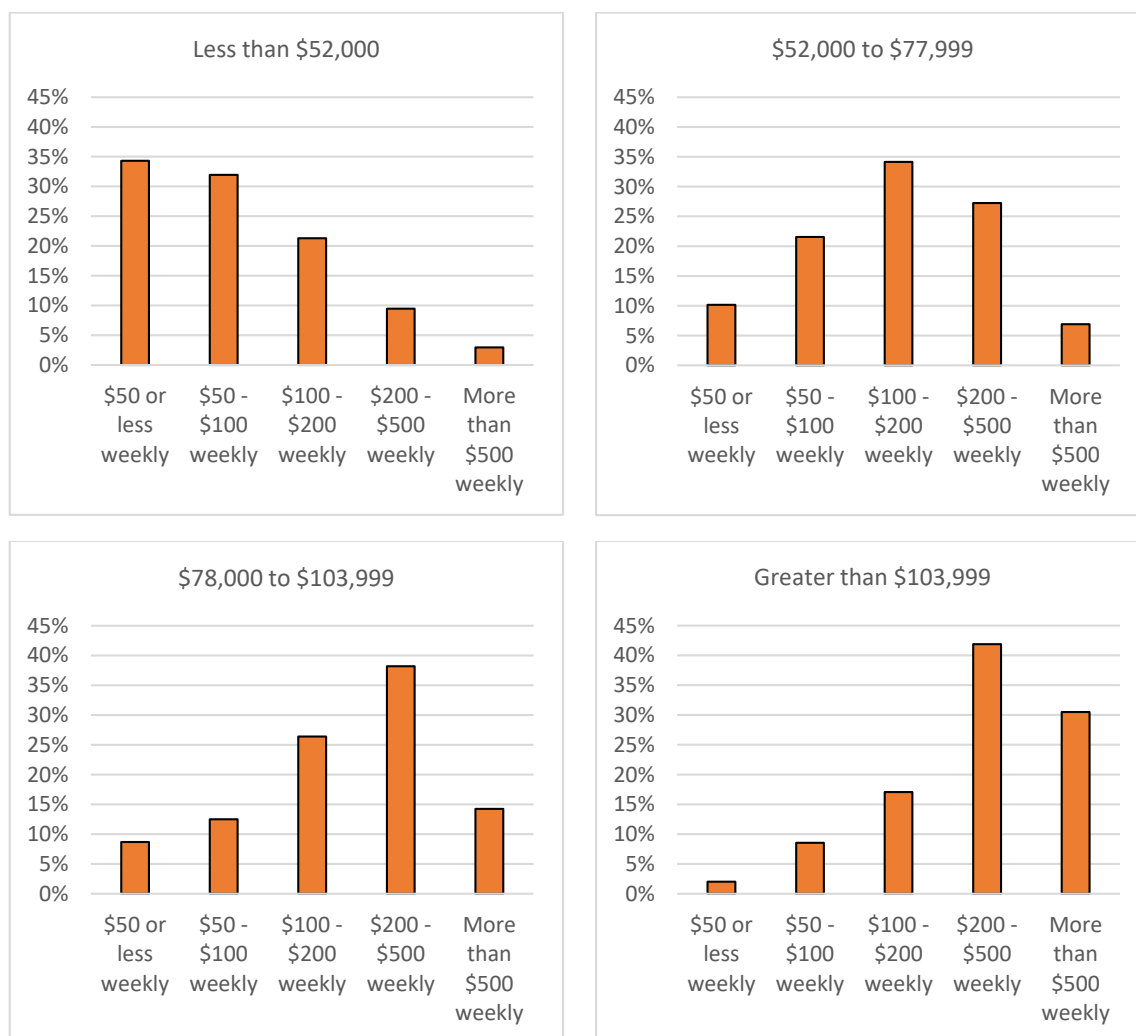 Less than $52,000
45%
40%
35%
30%
25%
20%
15%
10%
5%
0%
$50 or less weekly
$50 - $100 weekly
$100 - $200 weekly
$200 - $500 weekly
More than $500 weekly
$52,000 to $77,999
45%
40%
35%
30%
25%
20%
15%
10%
5%
0%
$50 or less weekly
$50 - $100 weekly
$100 - $200 weekly
$200 - $500 weekly
More than $500 weekly
$78,000 to $103,999
45%
40%
35%
30%
25%
20%
15%
10%
5%
0%
$50 or less weekly
$50 - $100 weekly
$100 - $200 weekly
$200 - $500 weekly
More than $500 weekly
Greater than $103,999
45%
40%
35%
30%
25%
20%
15%
10%
5%
0%
$50 or less weekly
$50 - $100 weekly
$100 - $200 weekly
$200 - $500 weekly
More than $500 weekly